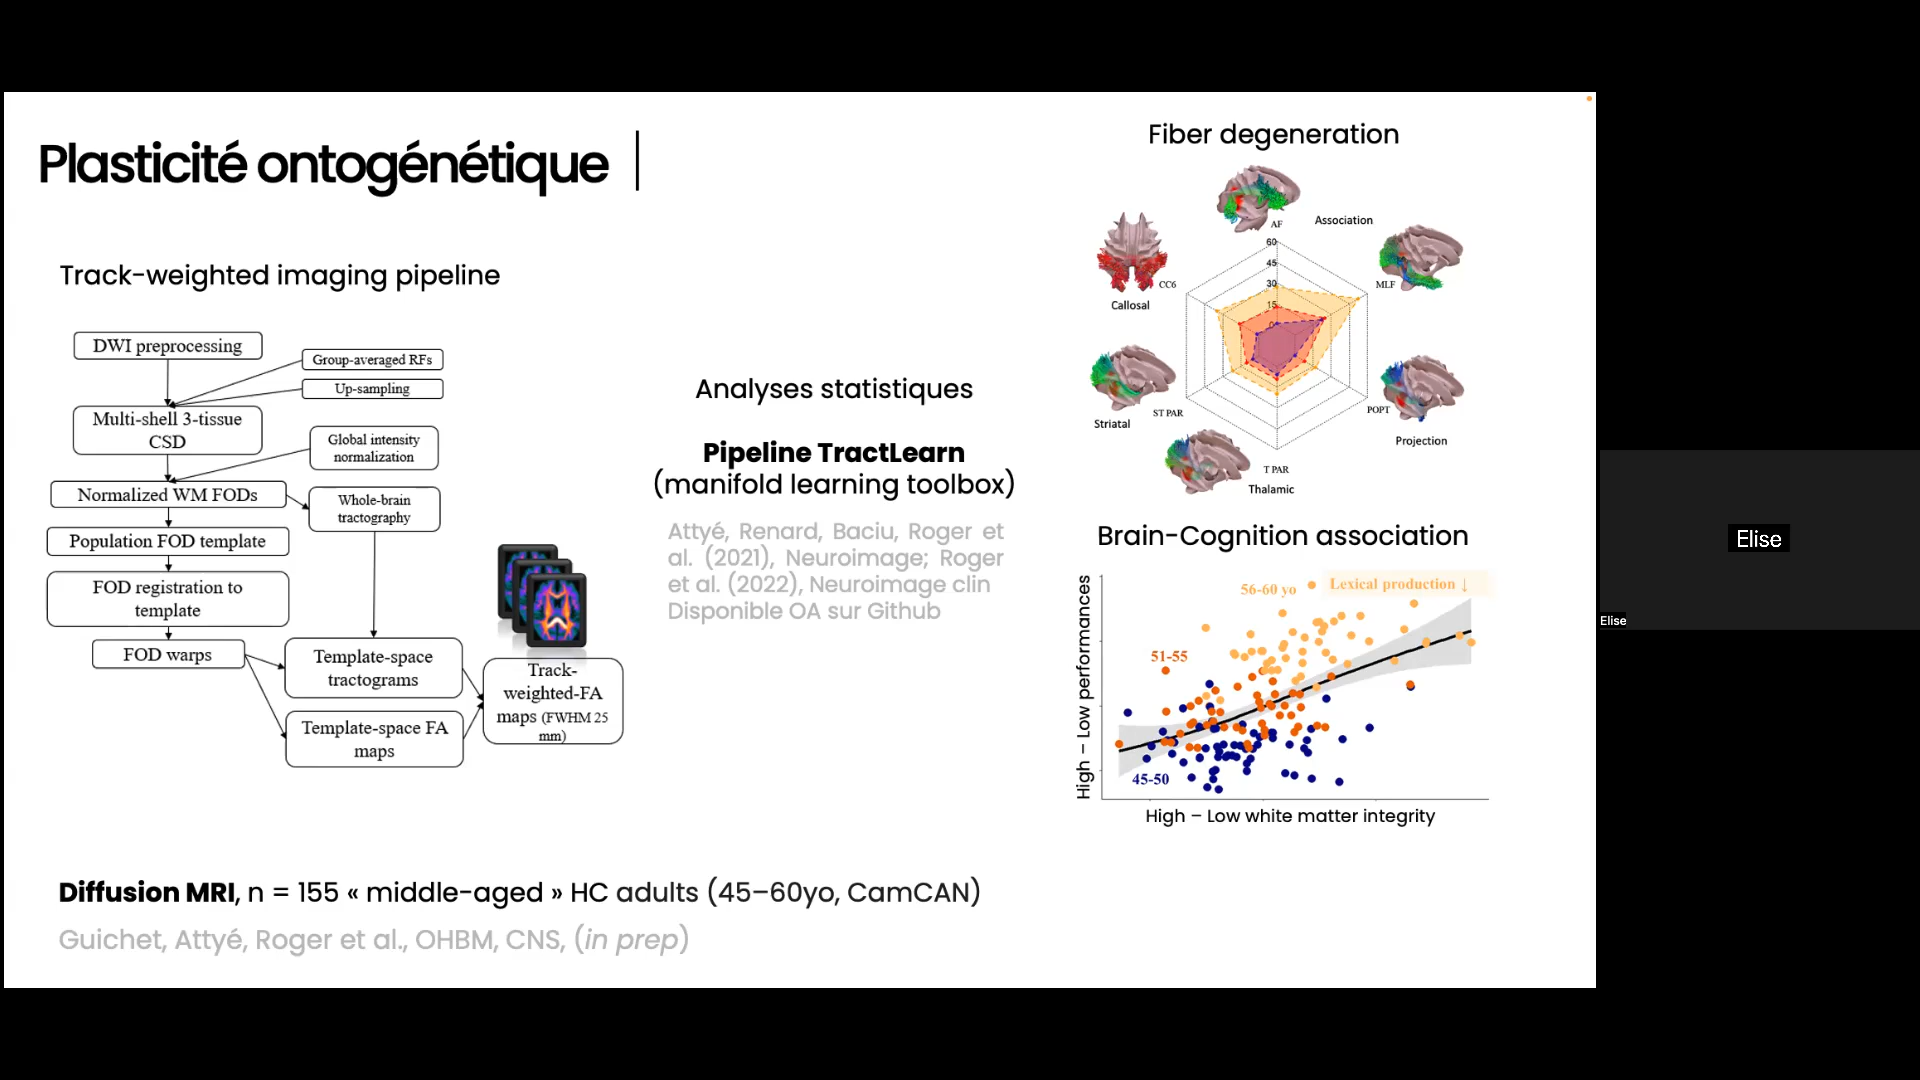 Plasticité ontogénétique
Track-weighted imaging pipeline
DWI preprocessing
Group-averaged RFs
Up-sampling
Multi-shell 3-tissue
CSD
Global intensity
normalization
Normalized WM FODs
Whole-brain
tractography
Population FOD template
FOD registration to
template
FOD warps
Template-space
tractograms
Template-space FA
maps
Track-
weighted-FA
maps (FWHM 25
mm)
Analyses statistiques
Pipeline TractLearn
(manifold learning toolbox)
Attyé, Renard, Baciu, Roger et
al. (2021), Neuroimage; Roger
et al. (2022), Neuroimage clin
Disponible OA sur Github
Fiber degeneration
AF
Association
60
45
30
15
0
CC6
Callosal
MLF
ST PAR
Striatal
POPT
Projection
T PAR
Thalamic
Brain-Cognition association
56-60 yo
Lexical production ↓
51-55
45-50
High – Low performances
High – Low white matter integrity
Diffusion MRI, n = 155 « middle-aged » HC adults (45–60yo, CamCAN)
Guichet, Attyé, Roger et al., OHBM, CNS, (in prep)
Elise
Elise